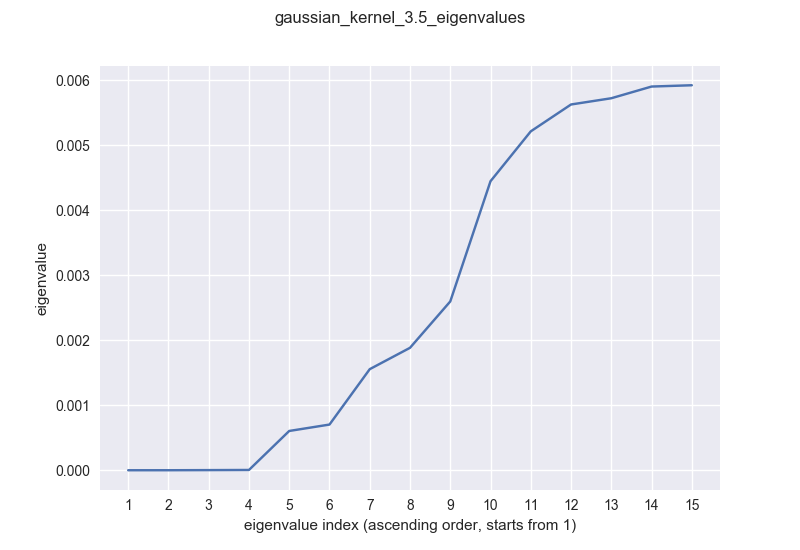 gaussian_kernel_3.5_eigenvalues
0.006
0.005
0.004
0.003
0.002
0.001
0.000
eigenvalue
1 2 3 4 5 6 7 8 9 10 11 12 13 14 15
eigenvalue index (ascending order, starts from 1)